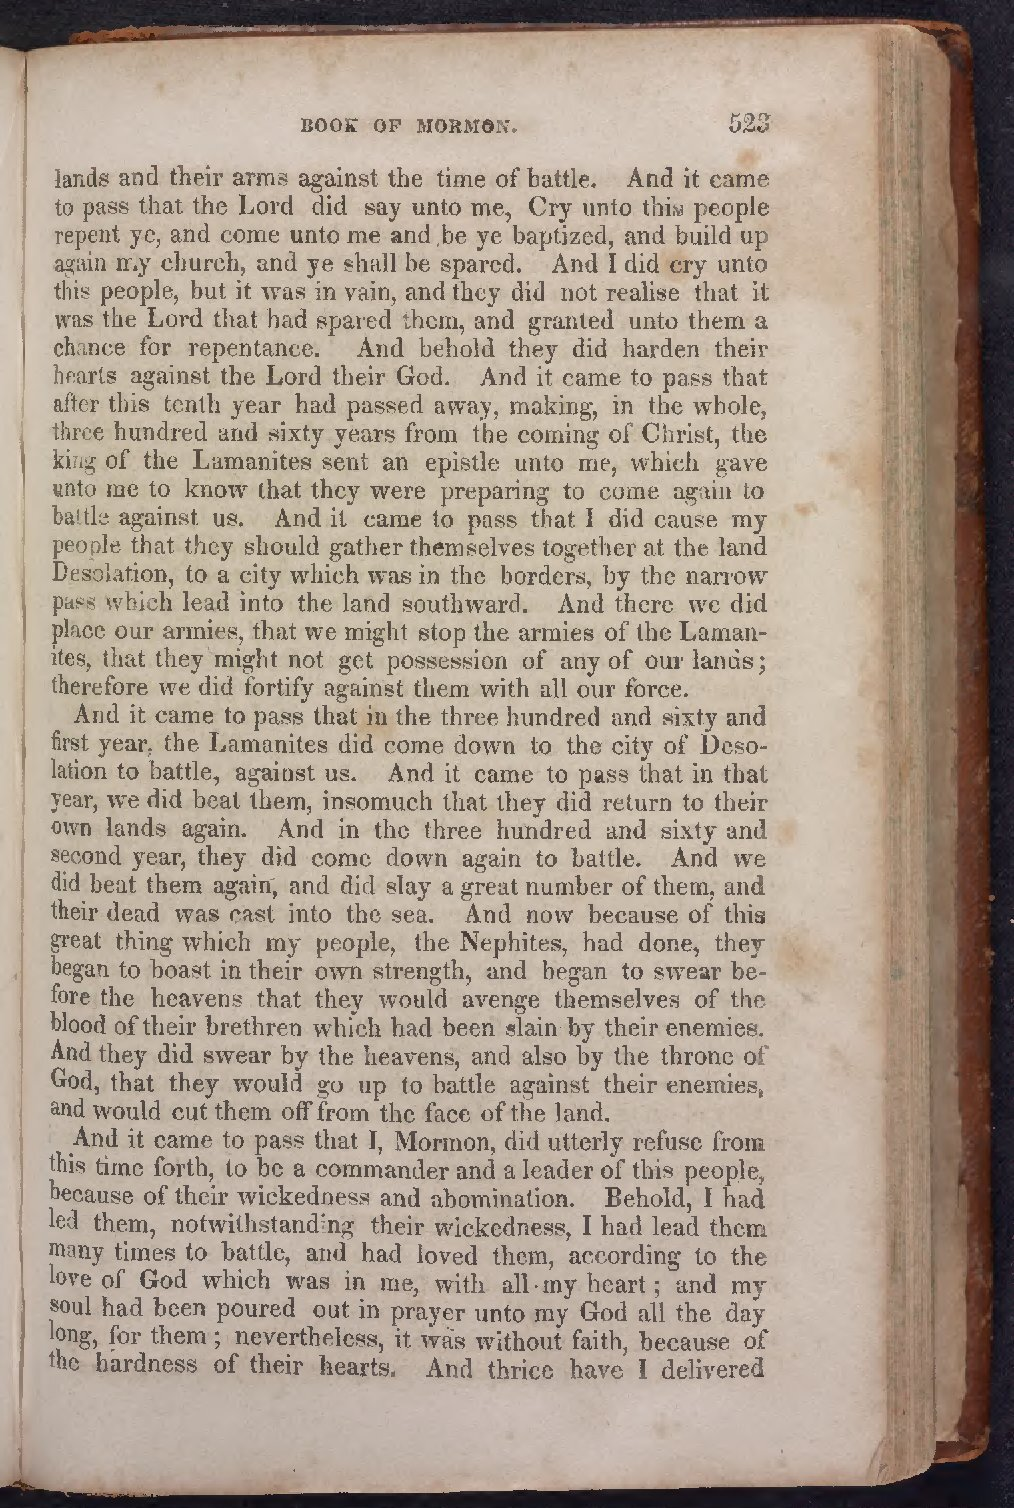 BOOK OF MORMON. 523
lands and their arms against the time of battle. And it came
to pass that the Lord did say unto me, Cry unto this people
repent ye, and come unto me and be ye baptized, and build up
again my church, and ye shall be spared. And I did cry unto
this people, but it was in vain, and they did not realise that it
was the Lord that had spared them, and granted unto them a
chance for repentance. And behold they did harden their
hearts against the Lord their God. And it came to pass that
after this tenth year had passed away, making, in the whole,
three hundred and sixty years from the coming of Christ, the
king of the Lamanites sent an epistle unto me, which gave
unto me to know that they were preparing to come again to
battle against us. And it came to pass that I did cause my
people that they should gather themselves together at the land
Desolation, to a city which was in the borders, by the narrow
pass which lead into the land southward. And there we did
place our armies, that we might stop the armies of the Laman-
ites, that they might not get possession of any of our lands;
therefore we did fortify against them with all our force.
And it came to pass that in the three hundred and sixty and
first year, the Lamanites did come down to the city of Deso-
lation to battle, against us. And it came to pass that in that
year, we did beat them, insomuch that they did return to their
own lands again. And in the three hundred and sixty and
second year, they did come down again to battle. And we
did beat them again, and did slay a great number of them, and
their dead was cast into the sea. And now because of this
great thing which my people, the Nephites, had done, they
began to boast in their own strength, and began to swear be-
fore the heavens that they would avenge themselves of the
blood of their brethren which had been slain by their enemies.
And they did swear by the heavens, and also by the throne of
God, that they would go up to battle against their enemies,
and would cut them off from the face of the land.
And it came to pass that I, Mormon, did utterly refuse from
this time forth, to be a commander and a leader of this people,
because of their wickedness and abomination. Behold, I had
led them, notwithstanding their wickedness, I had lead them
many times to battle, and had loved them, according to the
love of God which was in me, with all my heart; and my
soul had been poured out in prayer unto my God all the day
long, for them; nevertheless, it was without faith, because of
the hardness of their hearts. And thrice have I delivered